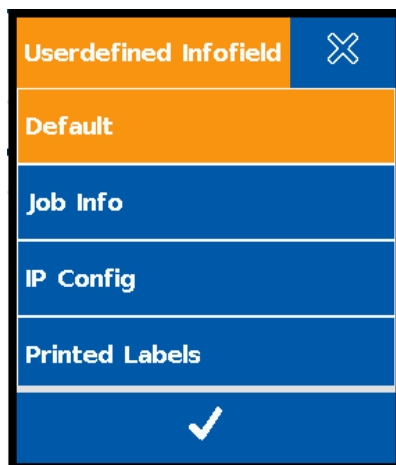 Userdefined Infofield
Default
Job Info
IP Config
Printed Labels